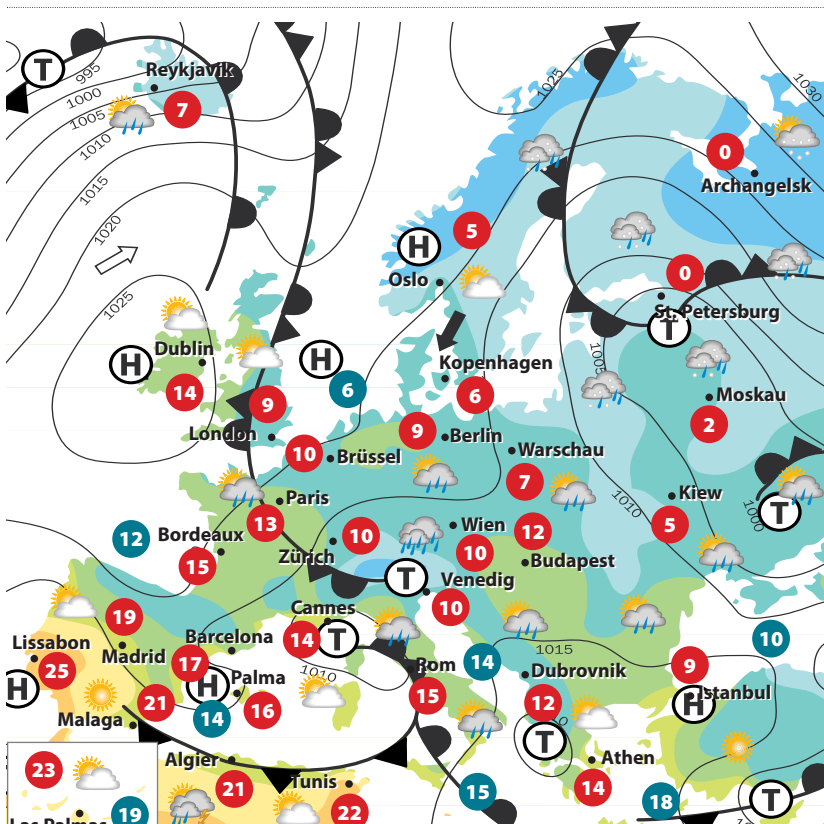 T
995
Reykjavik
1000
7
1005
1010
1025
1030
1015
0
Archangelsk
1020
H
5
Oslo
1025
0
St. Petersburg
T
Dublin
H
H
Kopenhagen
1005
14
6
9
6
Moskau
2
London
9
Berlin
10
Brüssel
Warschau
7
Paris
Kiew
1010
1000
T
13
5
12
Bordeaux
Wien
12
Zürich
10
10
Budapest
15
T
Venedig
10
Cannes
19
14
T
10
Lissabon
Madrid
Barcelona
1015
25
17
1010
Rom
14
Dubrovnik
9
H
H
Palma
H
Istanbul
21
14
16
15
12
Malaga
T
Algier
Athen
23
21
Tunis
15
14
18
T
19
22
Las Palmas